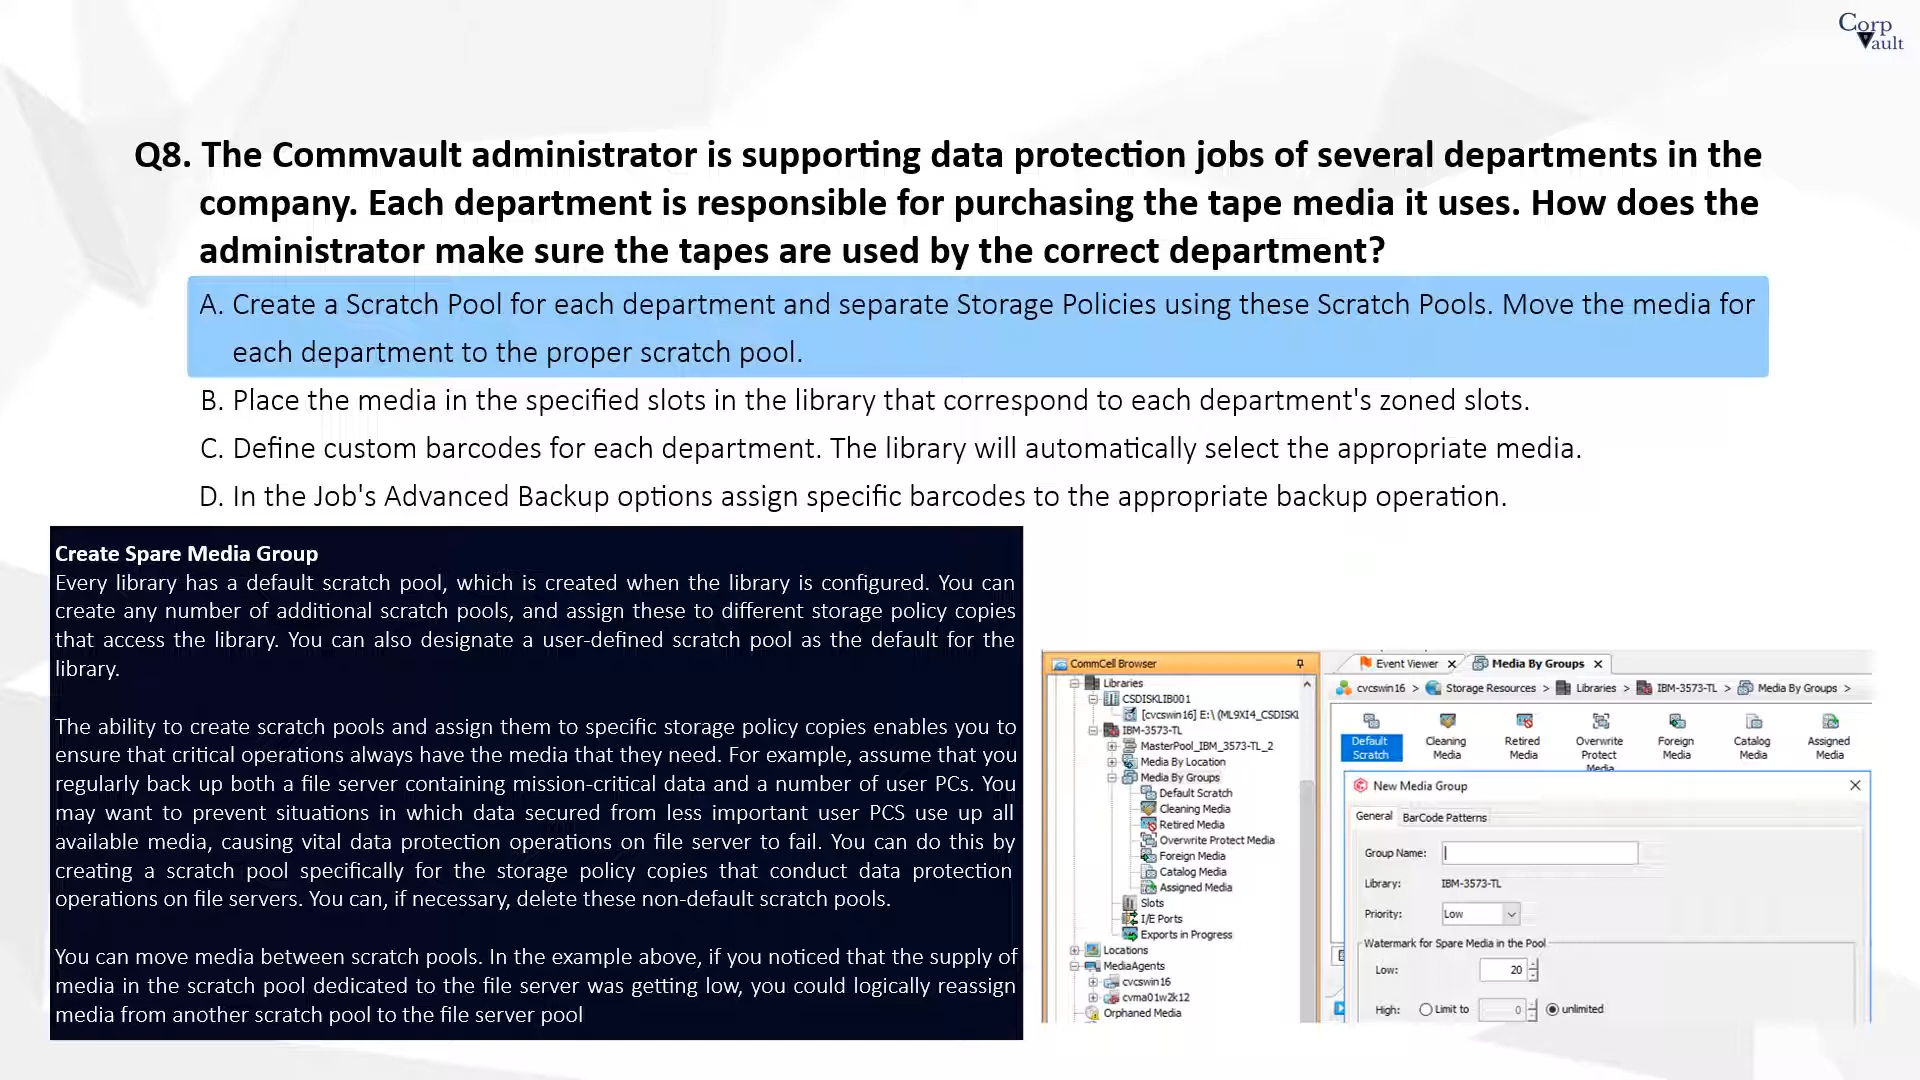 Corp
Vault
Q8. The Commvault administrator is supporting data protection jobs of several departments in the
company. Each department is responsible for purchasing the tape media it uses. How does the
administrator make sure the tapes are used by the correct department?
A. Create a Scratch Pool for each department and separate Storage Policies using these Scratch Pools. Move the media for
each department to the proper scratch pool.
B. Place the media in the specified slots in the library that correspond to each department's zoned slots.
C. Define custom barcodes for each department. The library will automatically select the appropriate media.
D. In the Job's Advanced Backup options assign specific barcodes to the appropriate backup operation.
Create Spare Media Group
Every library has a default scratch pool, which is created when the library is configured. You can
create any number of additional scratch pools, and assign these to different storage policy copies
that access the library. You can also designate a user-defined scratch pool as the default for the
library.
The ability to create scratch pools and assign them to specific storage policy copies enables you to
ensure that critical operations always have the media that they need. For example, assume that you
regularly back up both a file server containing mission-critical data and a number of user PCs. You
may want to prevent situations in which data secured from less important user PCS use up all
available media, causing vital data protection operations on file server to fail. You can do this by
creating a scratch pool specifically for the storage policy copies that conduct data protection
operations on file servers. You can, if necessary, delete these non-default scratch pools.
You can move media between scratch pools. In the example above, if you noticed that the supply of
media in the scratch pool dedicated to the file server was getting low, you could logically reassign
media from another scratch pool to the file server pool
CommCell Browser
Libraries
CSDISKLIB001
[cvcswin16] E:\ (ML9XI4_CSDISKL
IBM-3573-TL
MasterPool_IBM_3573-TL_2
Media By Location
Media By Groups
Default Scratch
Cleaning Media
Retired Media
Overwrite Protect Media
Foreign Media
Catalog Media
Assigned Media
Slots
I/E Ports
Exports in Progress
Locations
MediaAgents
cvcswin16
cvma01w2k12
Orphaned Media
Event Viewer
Media By Groups
cvcswin16 > Storage Resources > Libraries > IBM-3573-TL > Media By Groups >
Default Scratch
Cleaning Media
Retired Media
Overwrite Protect Media
Foreign Media
Catalog Media
Assigned Media
New Media Group
General BarCode Patterns
Group Name:
Library: IBM-3573-TL
Priority: Low
Watermark for Spare Media in the Pool
Low: 20
High: Limit to 0 unlimited